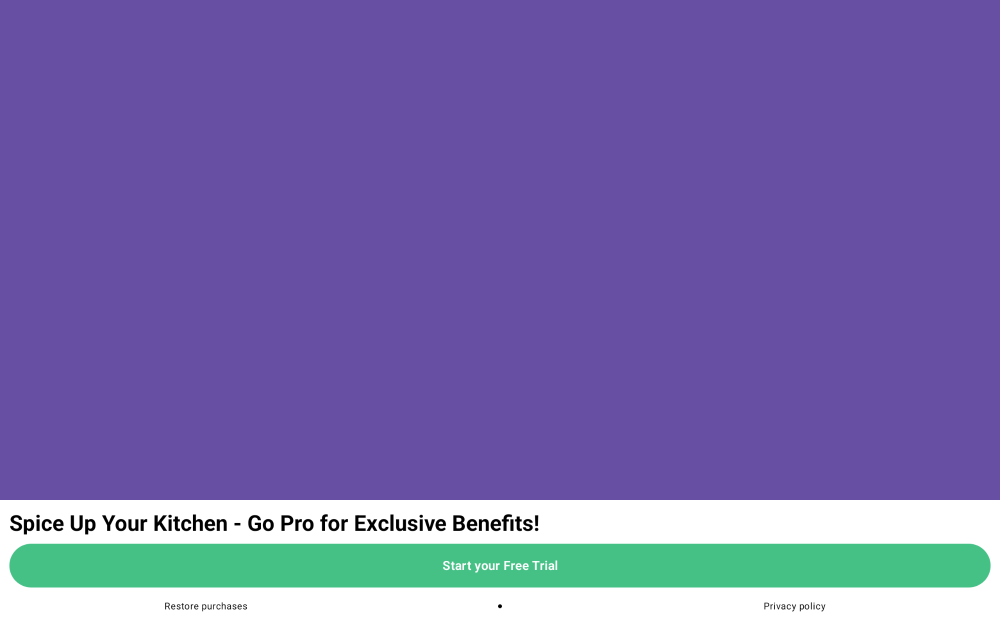 Spice Up Your Kitchen - Go Pro for Exclusive Benefits!
Start your Free Trial
Restore purchases • Privacy policy